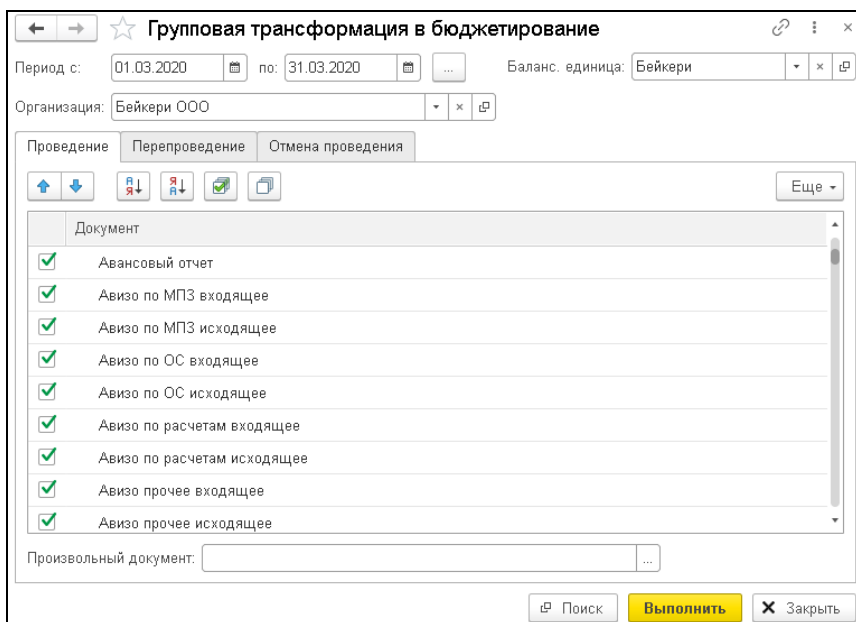 Групповая трансформация в бюджетирование
Период с: 01.03.2020 по: 31.03.2020 ... Баланс. единица: Бейкери
Организация: Бейкери ООО
Проведение Перепроведение Отмена проведения
Еще
Документ
Авансовый отчет
Авизо по МПЗ входящее
Авизо по МПЗ исходящее
Авизо по ОС входящее
Авизо по ОС исходящее
Авизо по расчетам входящее
Авизо по расчетам исходящее
Авизо прочее входящее
Авизо прочее исходящее
Произвольный документ: ...
Поиск Выполнить Закрыть